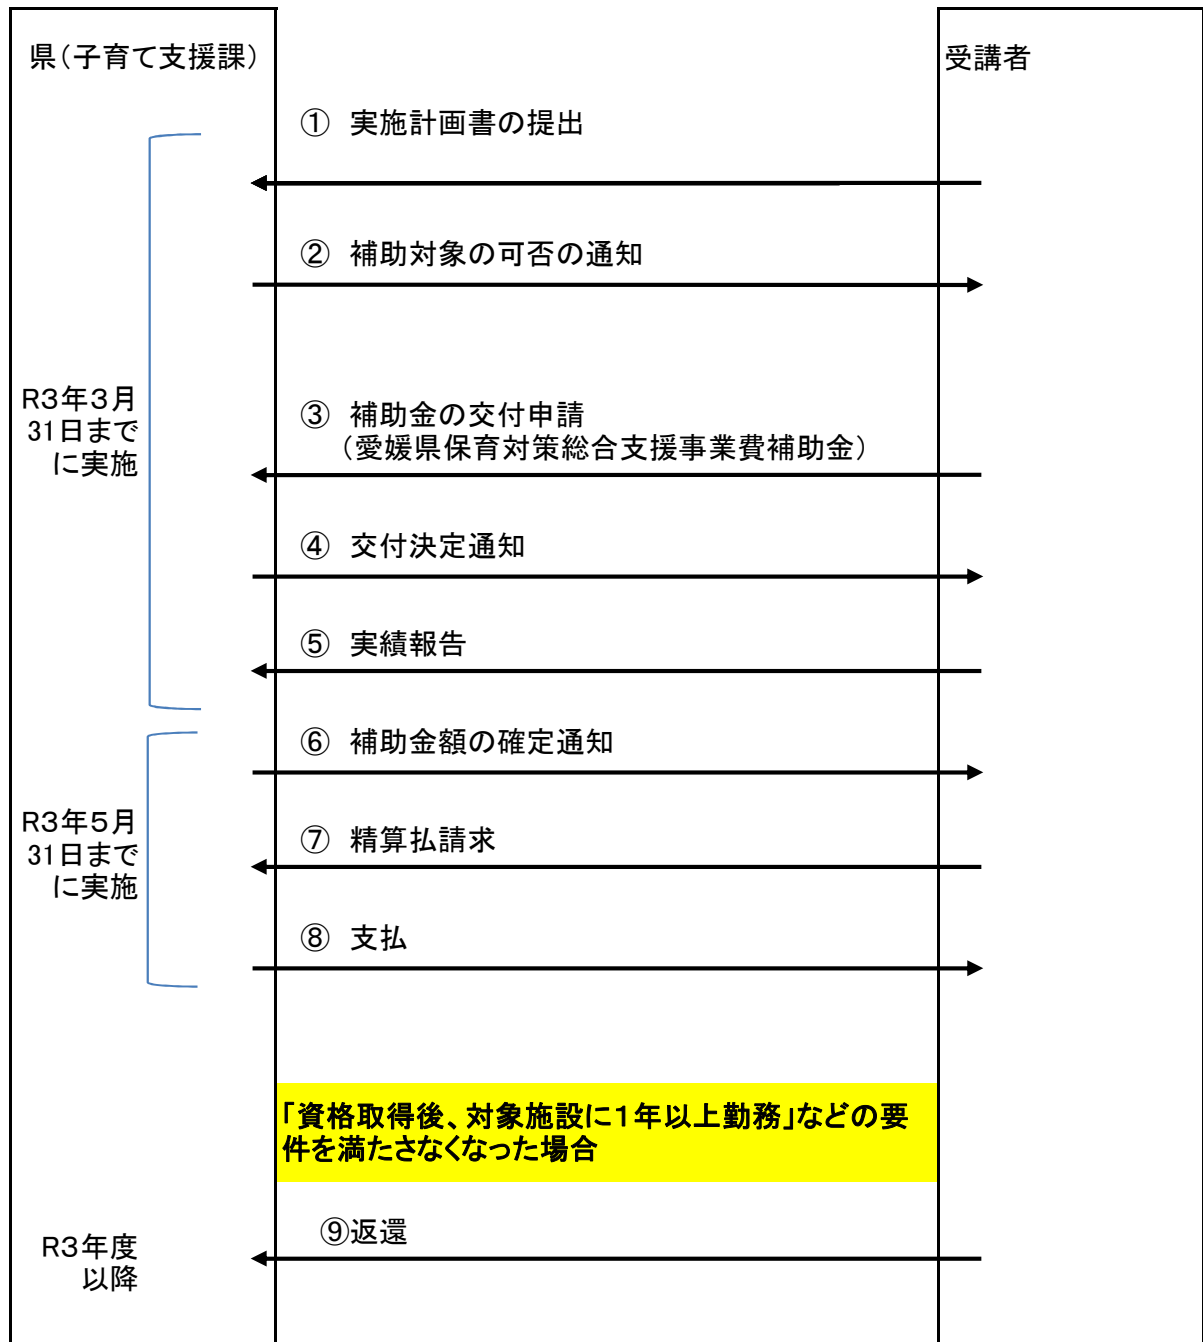 県（子育て支援課）
受講者
① 実施計画書の提出
② 補助対象の可否の通知
R3年3月
31日まで
に実施
③ 補助金の交付申請
（愛媛県保育対策総合支援事業費補助金）
④ 交付決定通知
⑤ 実績報告
⑥ 補助金額の確定通知
R3年5月
31日まで
に実施
⑦ 精算払請求
⑧ 支払
「資格取得後、対象施設に1年以上勤務」などの要
件を満たさなくなった場合
⑨返還
R3年度
以降